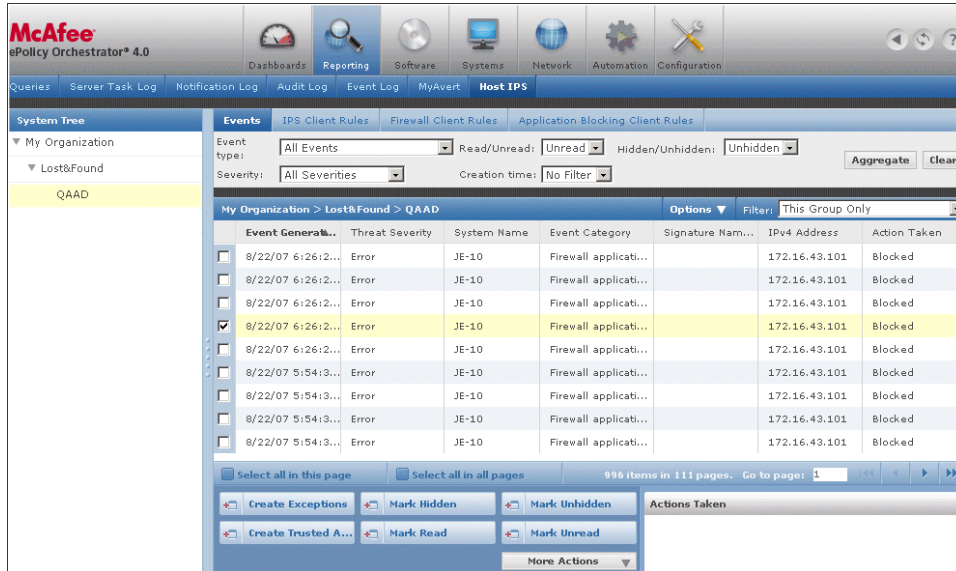 McAfee®
ePolicy Orchestrator® 4.0
Dashboards Reporting Software Systems Network Automation Configuration
Queries Server Task Log Notification Log Audit Log Event Log MyAvert Host IPS
System Tree
My Organization
Lost&Found
QAAD
Events IPS Client Rules Firewall Client Rules Application Blocking Client Rules
Event type: All Events Read/Unread: Unread Hidden/Unhidden: Unhidden
Severity: All Severities Creation time: No Filter Aggregate Clear
My Organization > Lost&Found > QAAD Options ▼ Filter: This Group Only
Event Generat... Threat Severity System Name Event Category Signature Nam... IPv4 Address Action Taken
8/22/07 6:26:2... Error JE-10 Firewall applicati... 172.16.43.101 Blocked
8/22/07 6:26:2... Error JE-10 Firewall applicati... 172.16.43.101 Blocked
8/22/07 6:26:2... Error JE-10 Firewall applicati... 172.16.43.101 Blocked
8/22/07 6:26:2... Error JE-10 Firewall applicati... 172.16.43.101 Blocked
8/22/07 6:26:2... Error JE-10 Firewall applicati... 172.16.43.101 Blocked
8/22/07 5:54:3... Error JE-10 Firewall applicati... 172.16.43.101 Blocked
8/22/07 5:54:3... Error JE-10 Firewall applicati... 172.16.43.101 Blocked
8/22/07 5:54:3... Error JE-10 Firewall applicati... 172.16.43.101 Blocked
8/22/07 5:54:3... Error JE-10 Firewall applicati... 172.16.43.101 Blocked
Select all in this page Select all in all pages 996 items in 111 pages. Go to page: 1
Create Exceptions Mark Hidden Mark Unhidden Actions Taken
Create Trusted A... Mark Read Mark Unread
More Actions